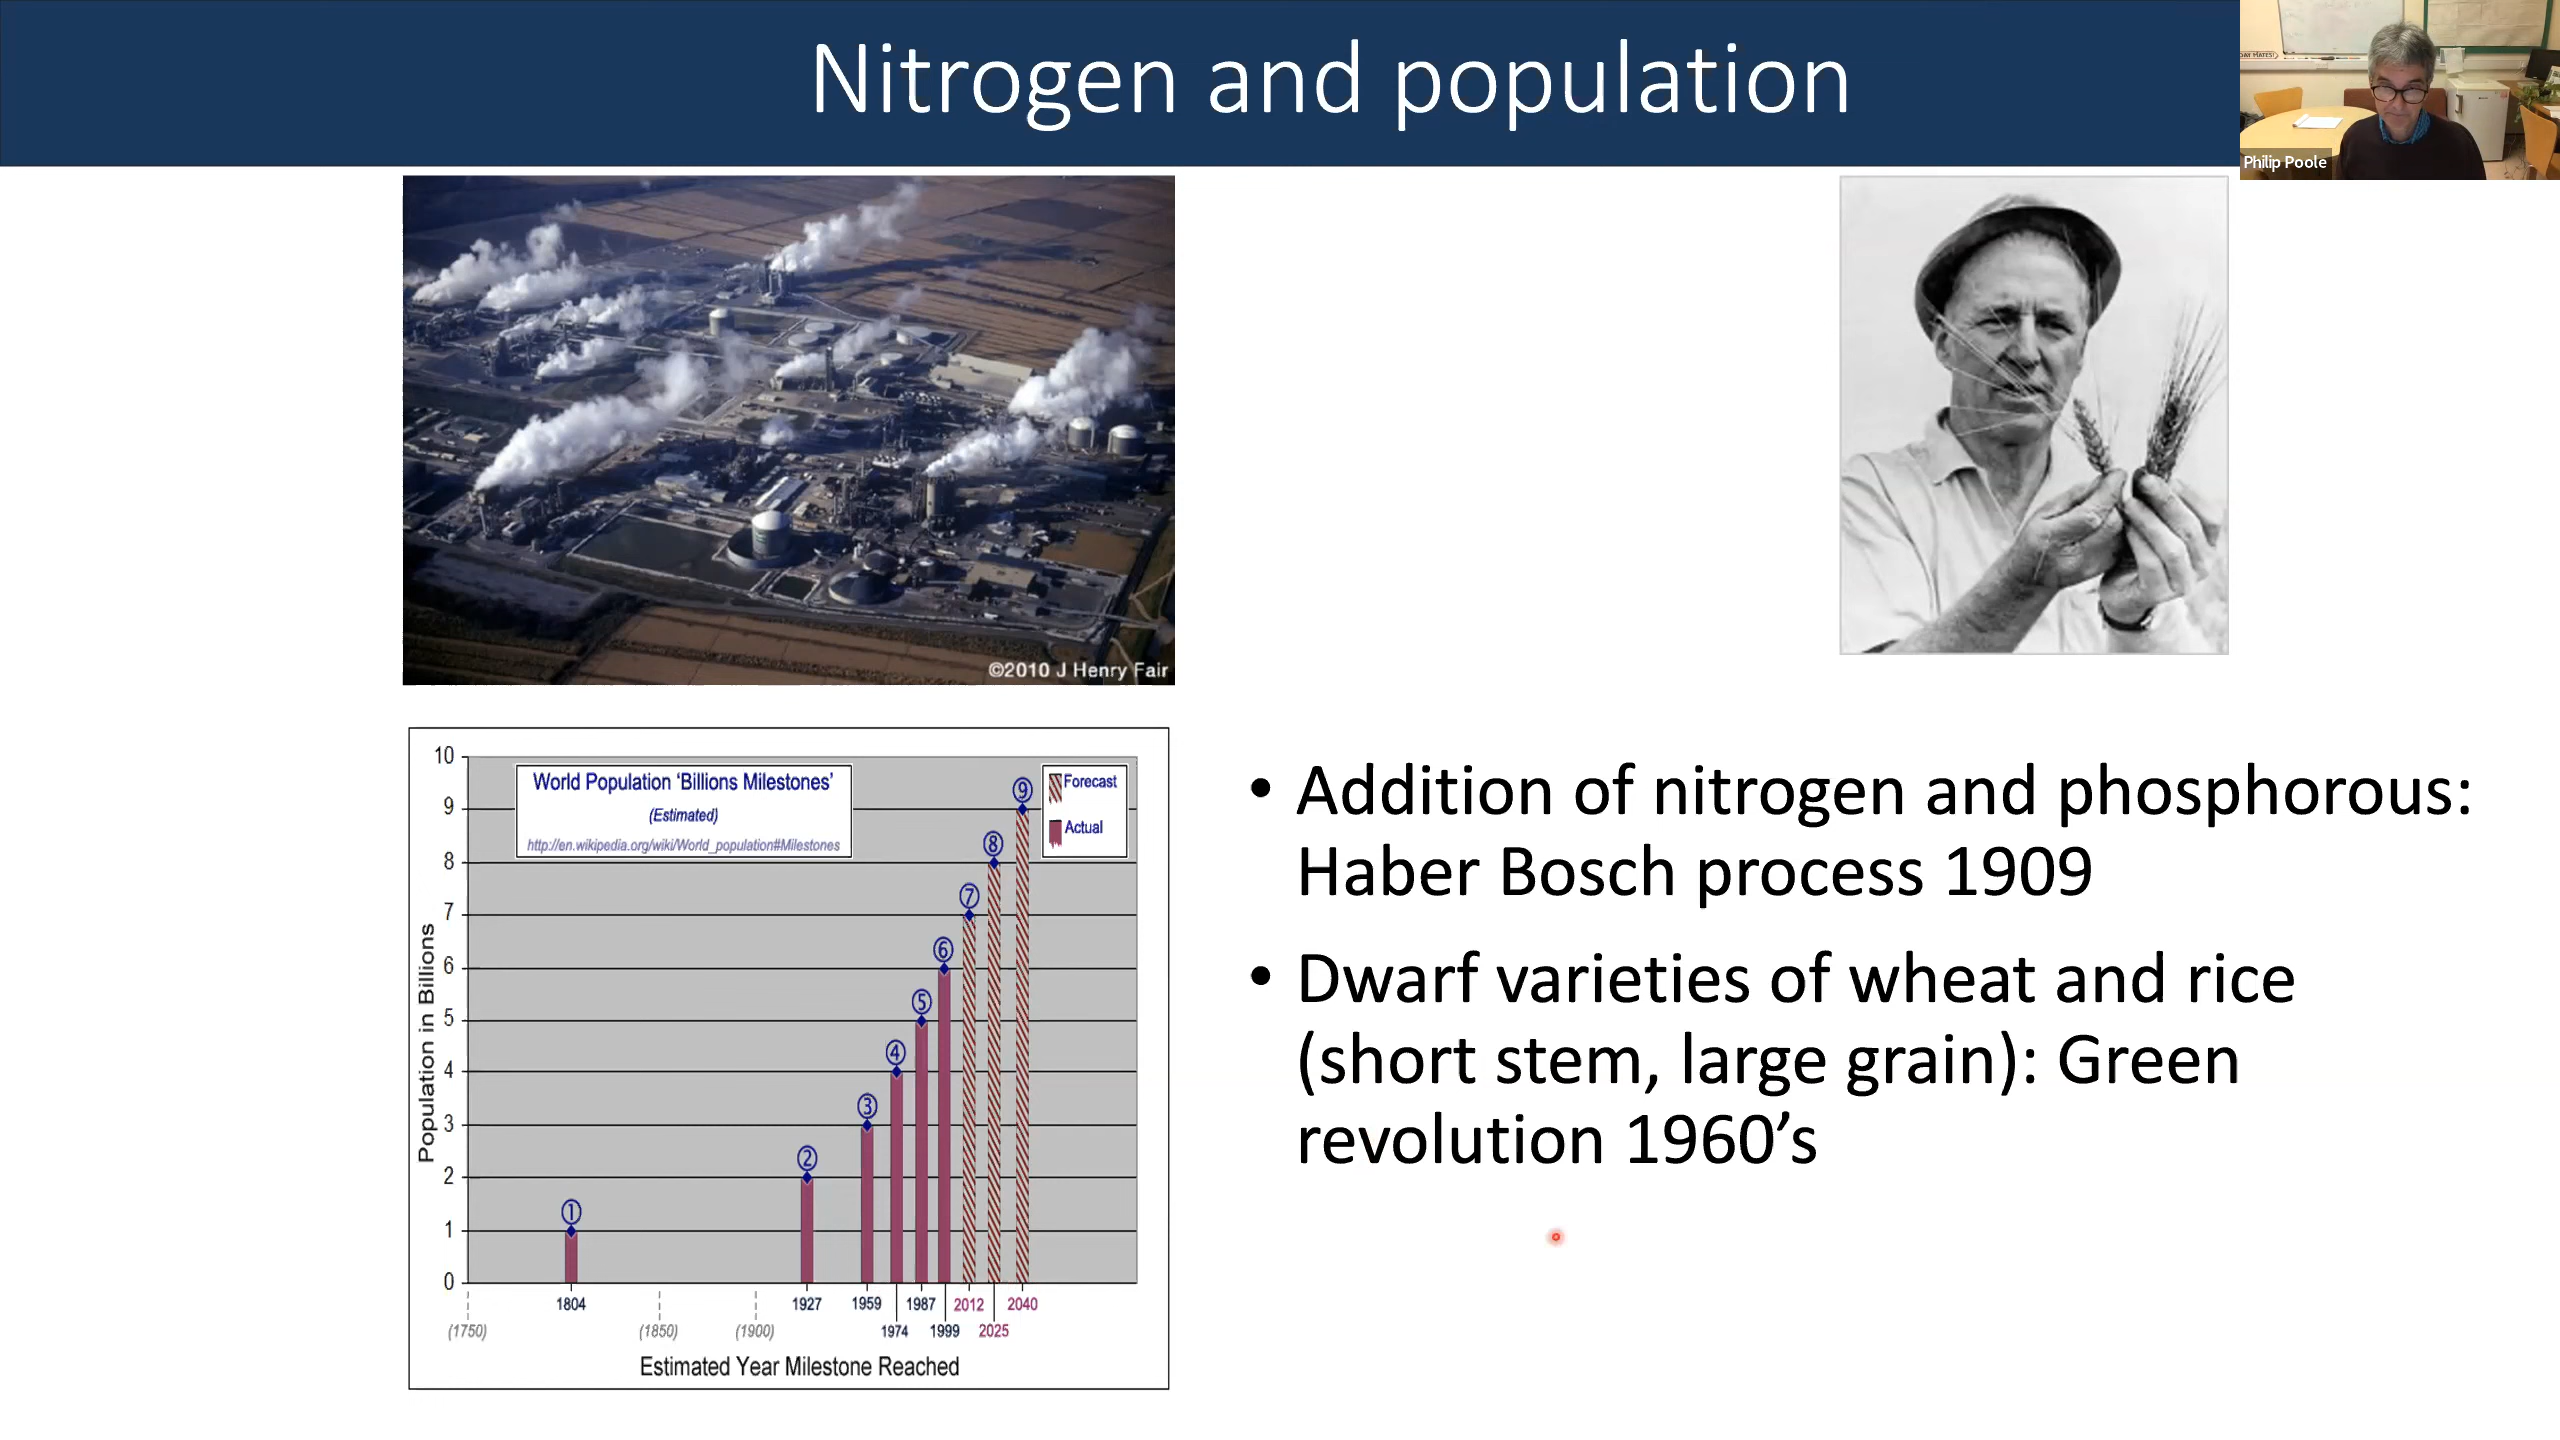 Nitrogen and population
Philip Poole
©2010 J Henry Fair
World Population ‘Billions Milestones’
(Estimated)
http://en.wikipedia.org/wiki/World_population#Milestones
Forecast
Actual
Population in Billions
10
9
8
7
6
5
4
3
2
1
0
①
②
③
④
⑤
⑥
⑦
⑧
⑨
1804 1927 1959 1987 2012 2040
(1750) (1850) (1900) 1974 1999 2025
Estimated Year Milestone Reached
• Addition of nitrogen and phosphorous:
Haber Bosch process 1909
• Dwarf varieties of wheat and rice
(short stem, large grain): Green
revolution 1960’s